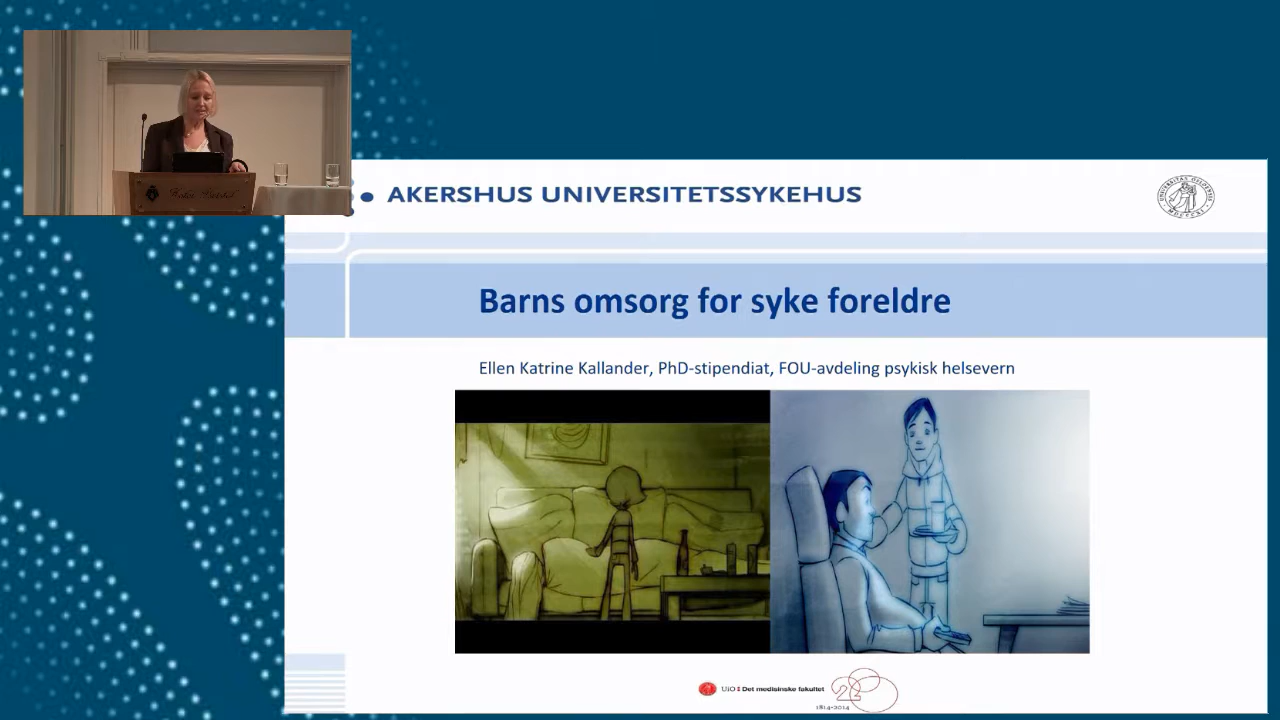 AKERSHUS UNIVERSITETSSYKEHUS
Barns omsorg for syke foreldre
Ellen Katrine Kallander, PhD-stipendiat, FOU-avdeling psykisk helsevern
UiO Det medisinske fakultet
1814-2014